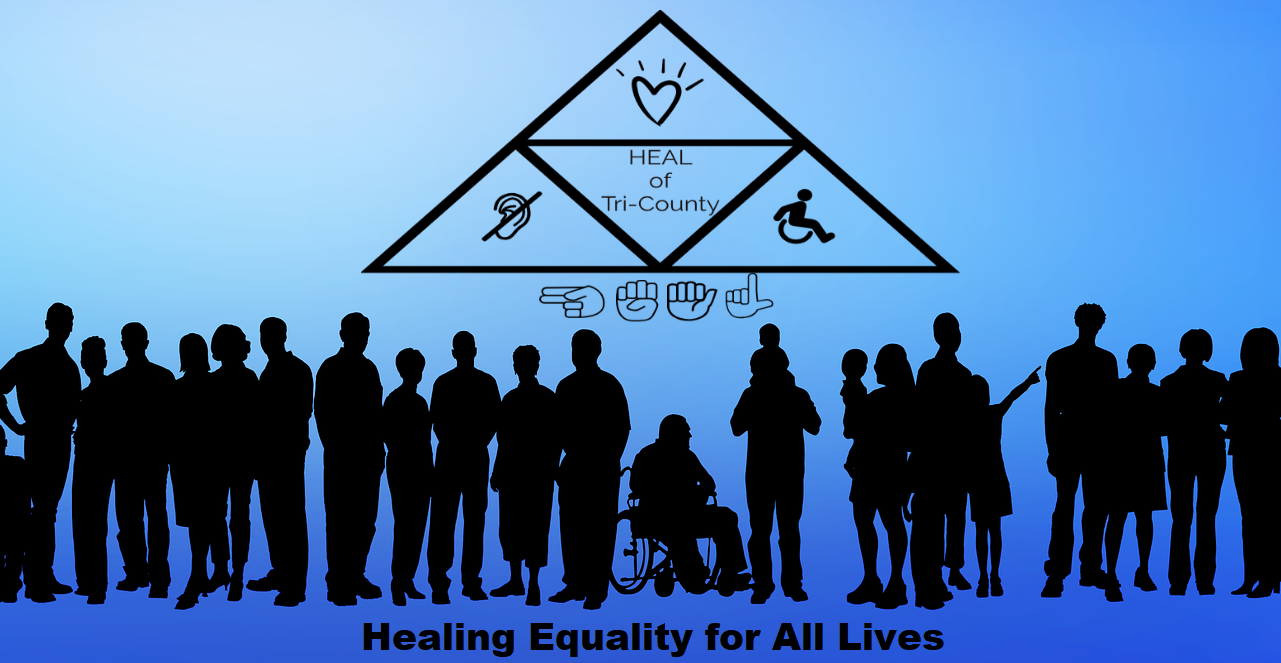 HEAL
of
Tri-County
Healing Equality for All Lives